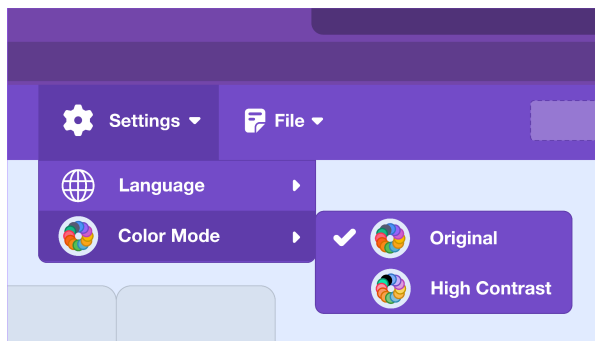 Settings File
Language
Color Mode
Original
High Contrast